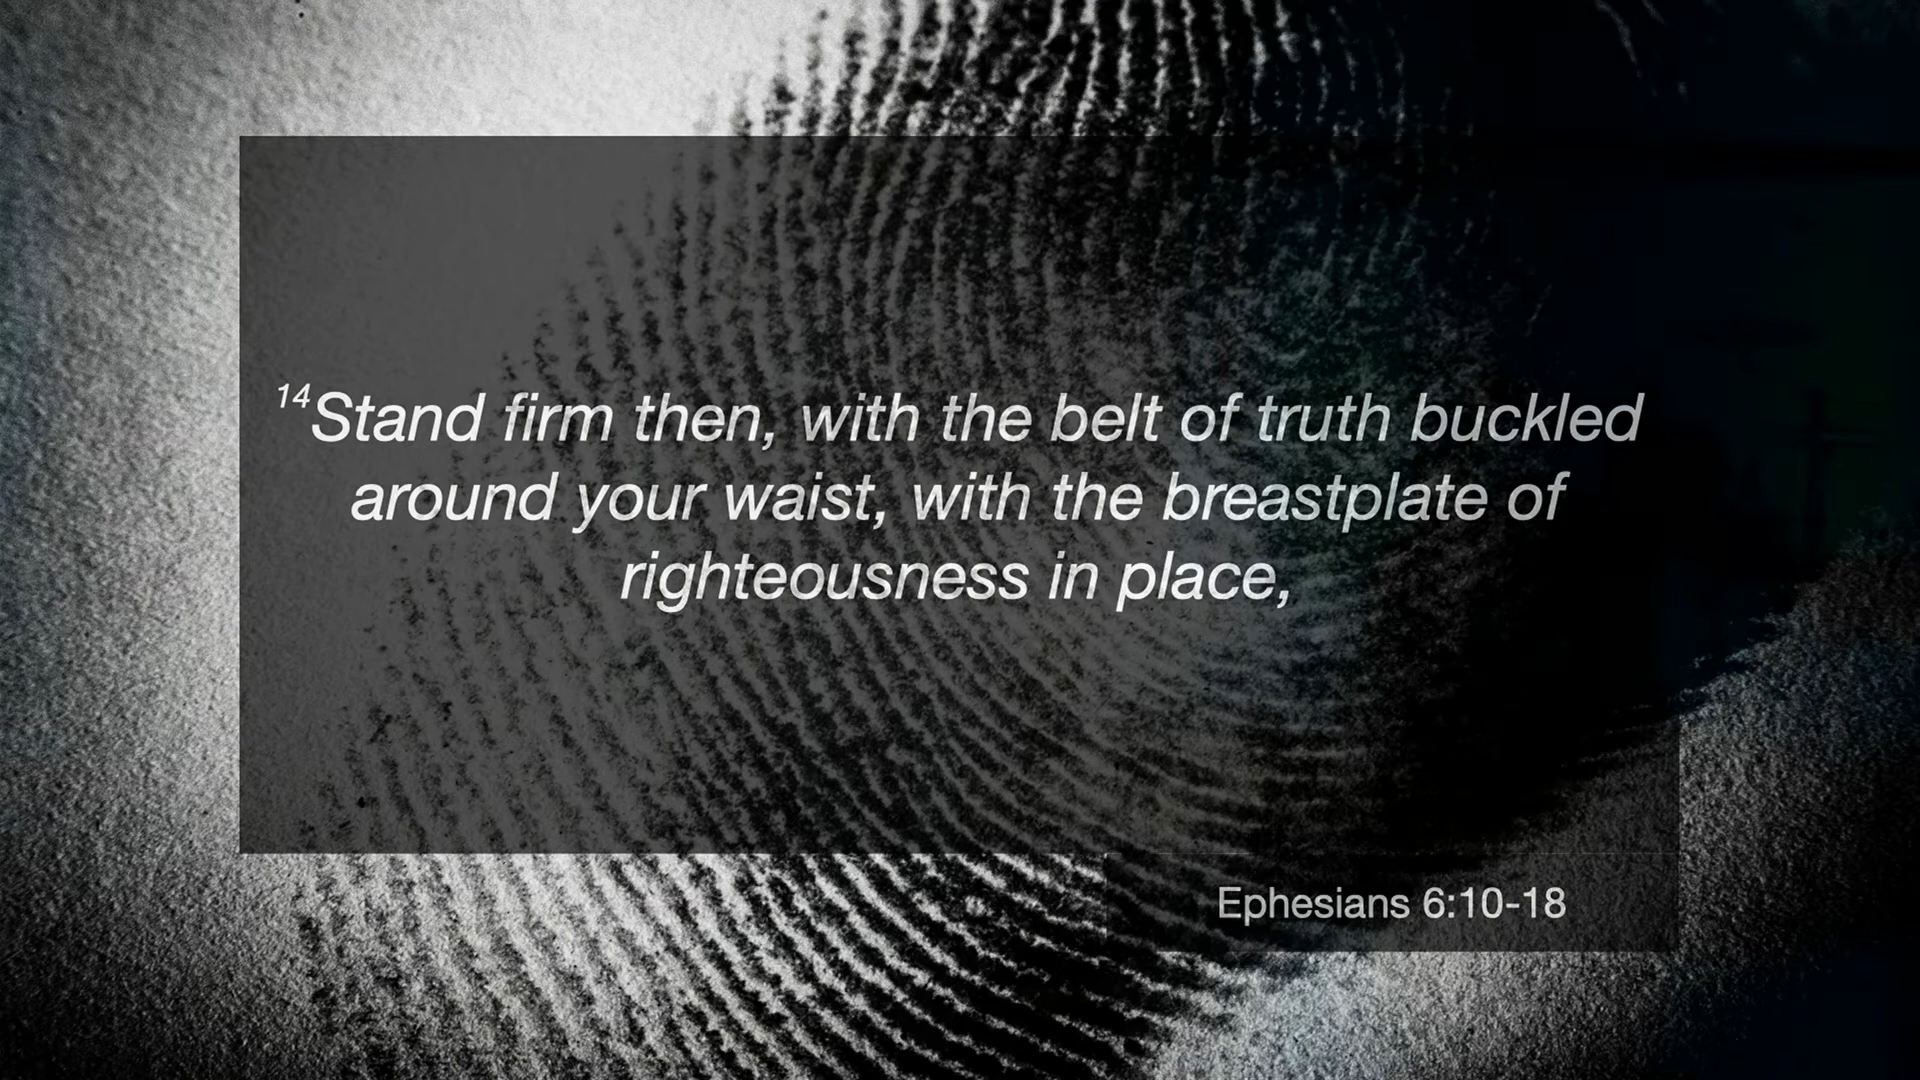 14Stand firm then, with the belt of truth buckled
around your waist, with the breastplate of
righteousness in place,
Ephesians 6:10-18